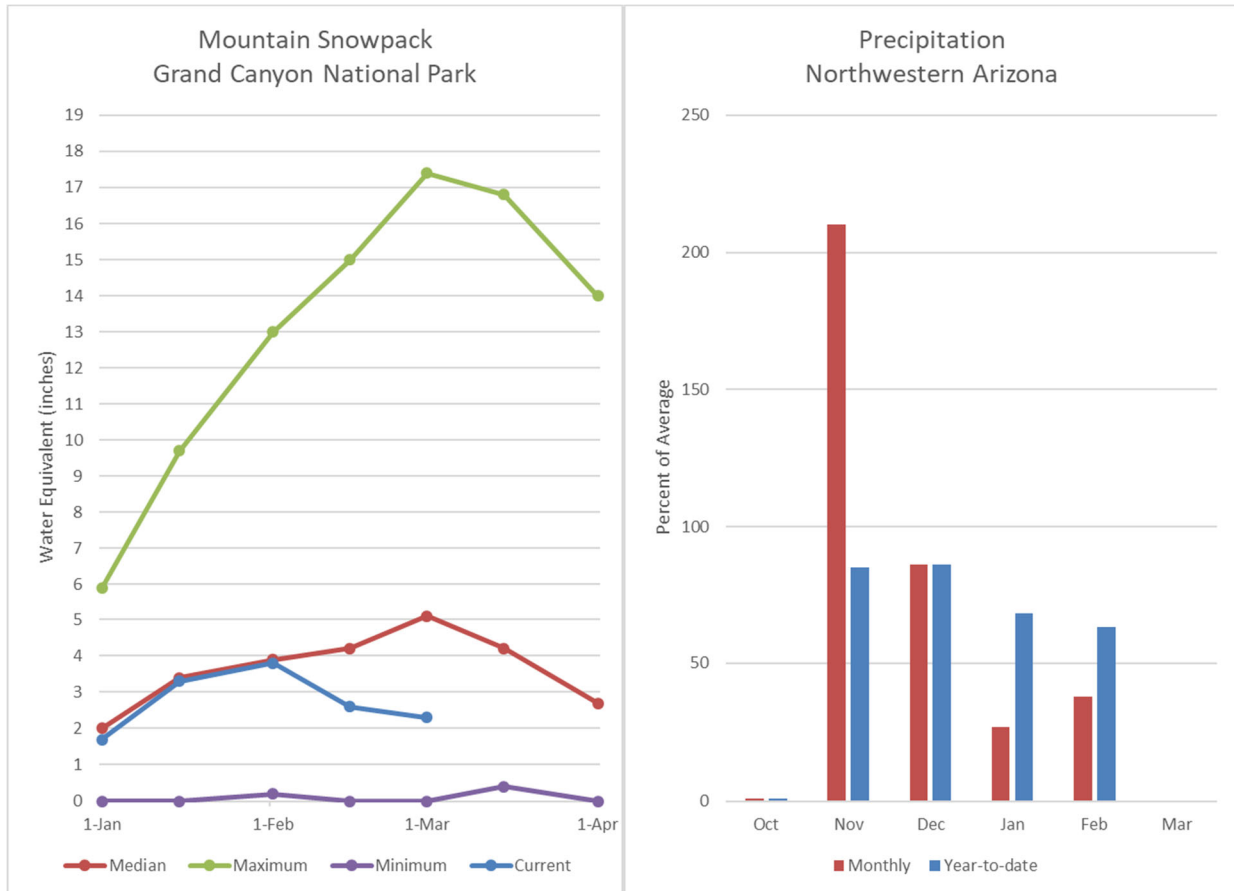 Mountain Snowpack
Grand Canyon National Park
Water Equivalent (inches)
19
18
17
16
15
14
13
12
11
10
9
8
7
6
5
4
3
2
1
0
1-Jan 1-Feb 1-Mar 1-Apr
Median Maximum Minimum Current
Precipitation
Northwestern Arizona
Percent of Average
250
200
150
100
50
0
Oct Nov Dec Jan Feb Mar
Monthly Year-to-date